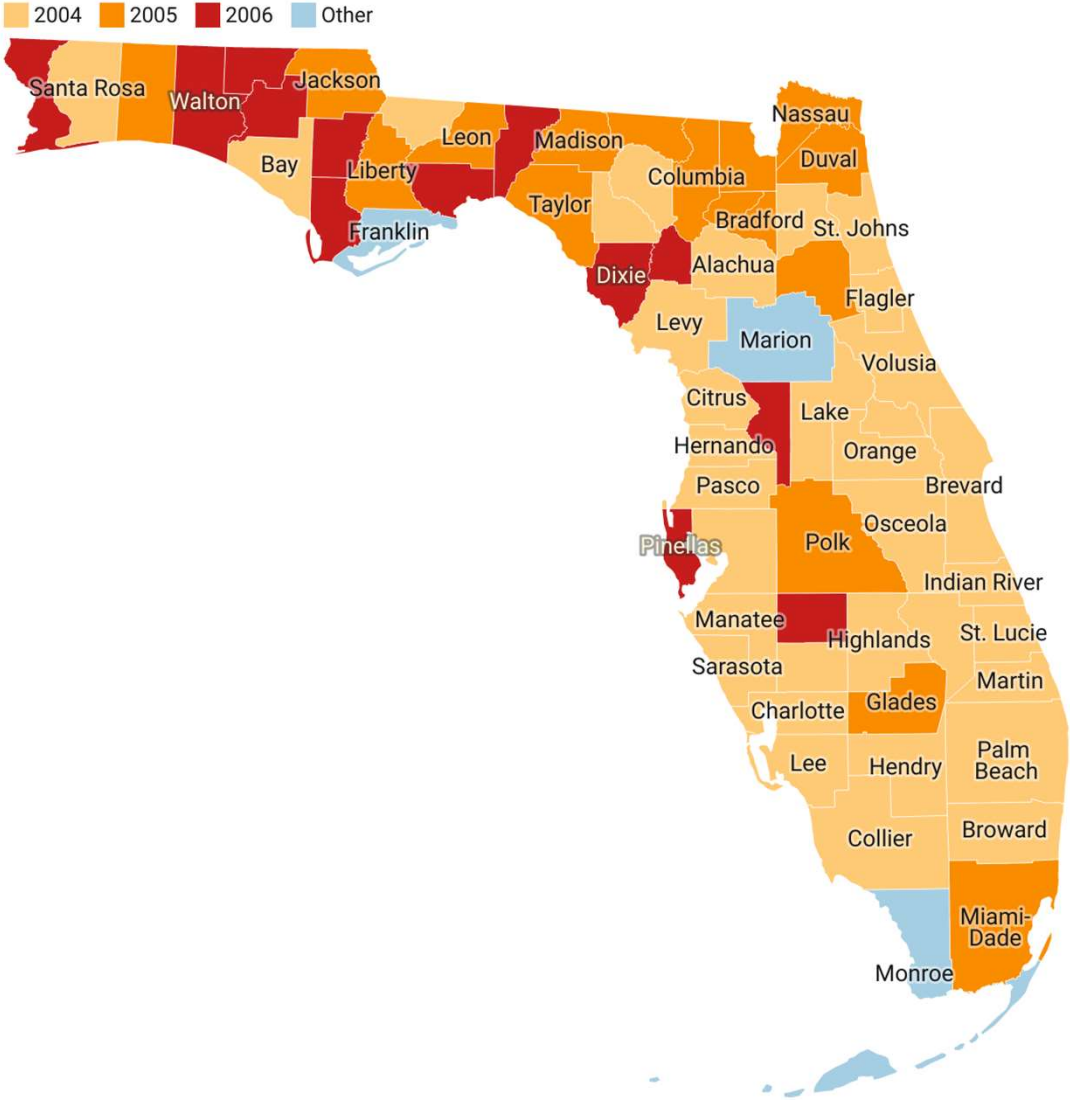 2004 2005 2006 Other
Jackson
Santa Rosa
Walton
Nassau
Leon
Madison
Duval
Bay
Liberty
Columbia
Taylor
Bradford
St. Johns
Franklin
Alachua
Dixie
Flagler
Levy
Marion
Volusia
Citrus
Lake
Hernando
Orange
Pasco
Brevard
Osceola
Polk
Pinellas
Indian River
Manatee
St. Lucie
Highlands
Sarasota
Martin
Glades
Charlotte
Palm
Beach
Lee
Hendry
Broward
Collier
Miami-
Dade
Monroe